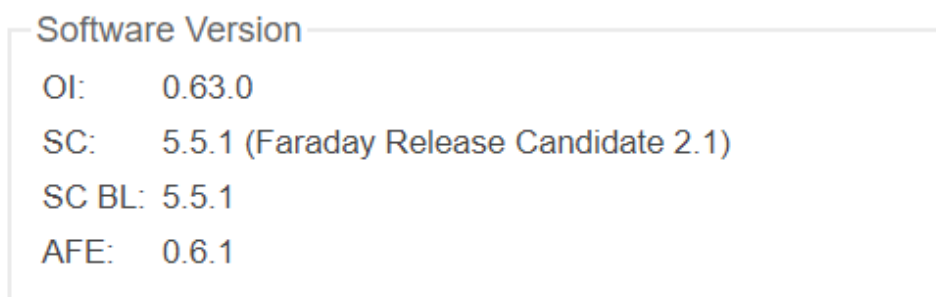 Software Version
OI: 0.63.0
SC: 5.5.1 (Faraday Release Candidate 2.1)
SC BL: 5.5.1
AFE: 0.6.1